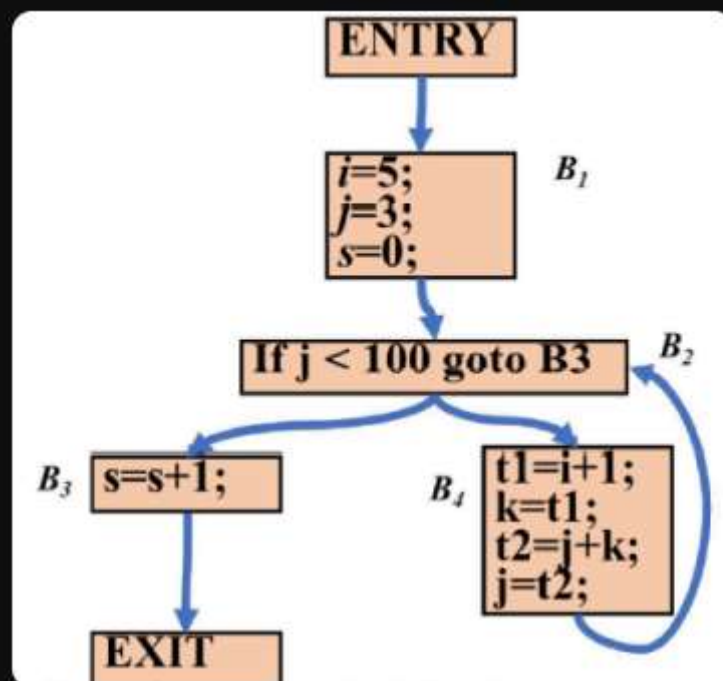 ENTRY
i=5;
j=3;
s=0;
B1
If j < 100 goto B3
B2
B3
s=s+1;
B4
t1=i+1;
k=t1;
t2=j+k;
j=t2;
EXIT